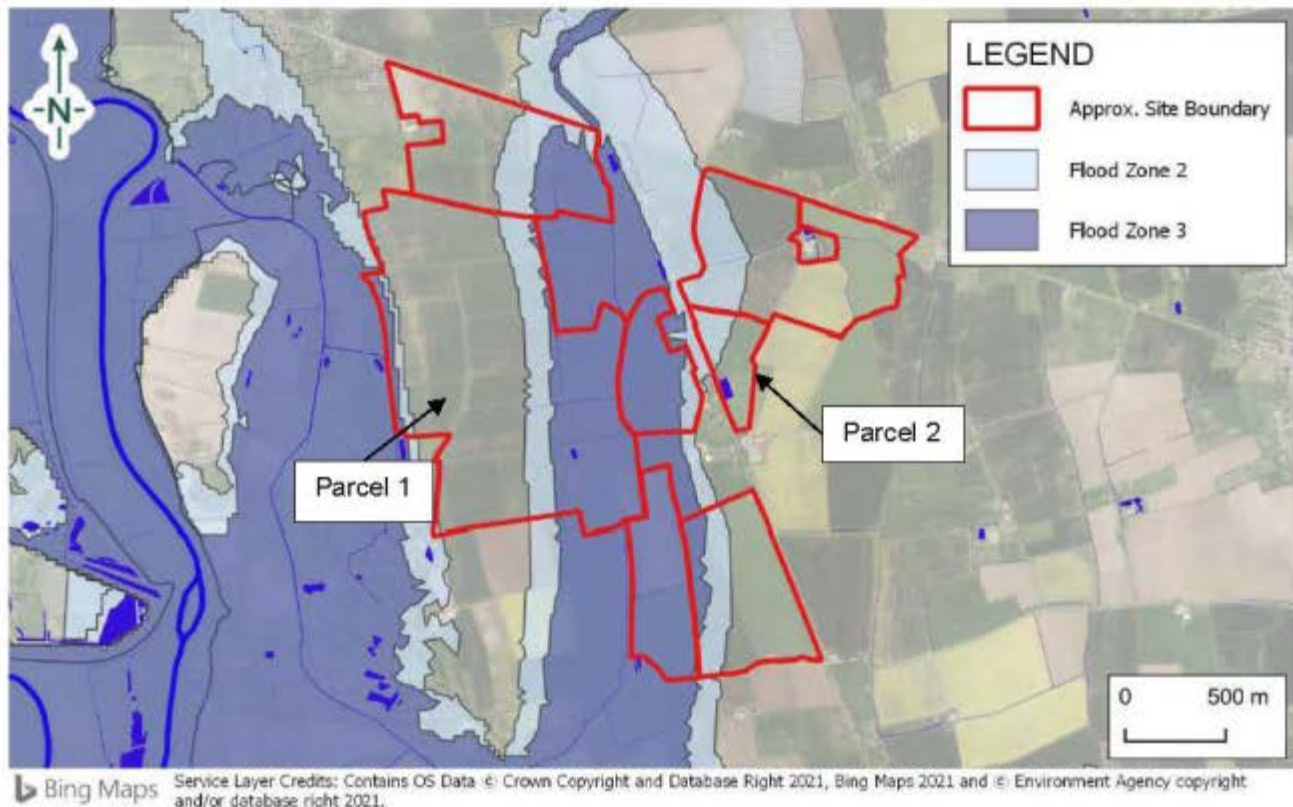 N
LEGEND
Approx. Site Boundary
Flood Zone 2
Flood Zone 3
Parcel 1
Parcel 2
0 500 m
Bing Maps
Service Layer Credits: Contains OS Data © Crown Copyright and Database Right 2021, Bing Maps 2021 and © Environment Agency copyright
and/or database right 2021.